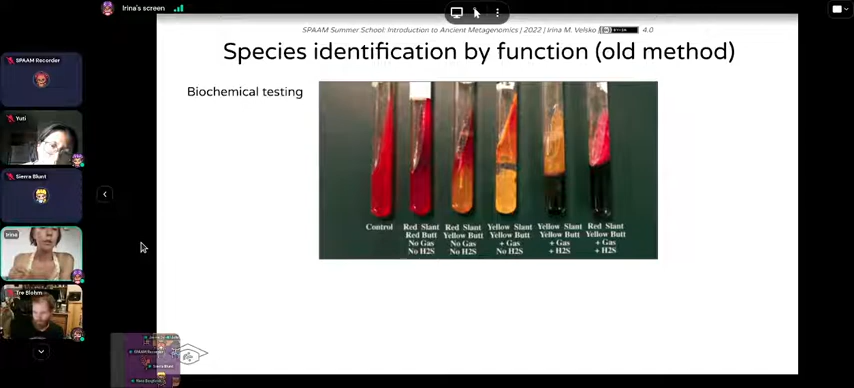 Irina's screen
SPAAM Summer School: Introduction to Ancient Metagenomics | 2022 | Irina M. Velsko | 4.0
Species identification by function (old method)
Biochemical testing
SPAAM Recorder
Yuti
Sierra Blunt
Irina
Tre Blohm
Control
Red Slant
Red Butt
No Gas
No H2S
Red Slant
Yellow Butt
No Gas
No H2S
Yellow Slant
Yellow Butt
+ Gas
No H2S
Yellow Slant
Yellow Butt
+ Gas
+ H2S
Red Slant
Yellow Butt
+ Gas
+ H2S